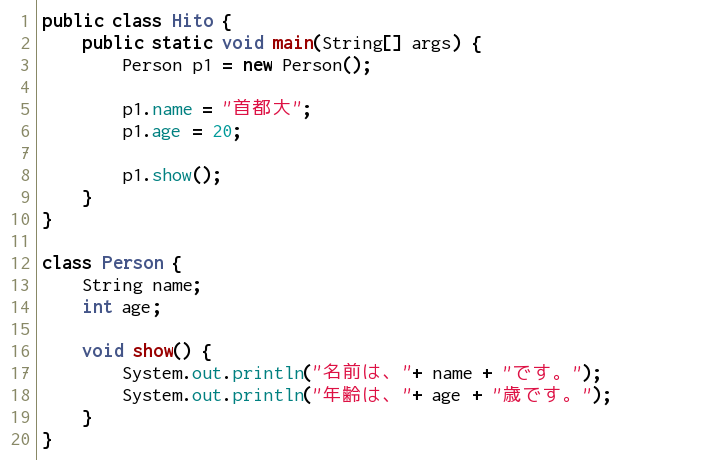 1 public class Hito {
2     public static void main(String[] args) {
3         Person p1 = new Person();
4
5         p1.name = "首都大";
6         p1.age = 20;
7
8         p1.show();
9     }
10 }
11
12 class Person {
13     String name;
14     int age;
15
16     void show() {
17         System.out.println("名前は、"+ name + "です。");
18         System.out.println("年齢は、"+ age + "歳です。");
19     }
20 }